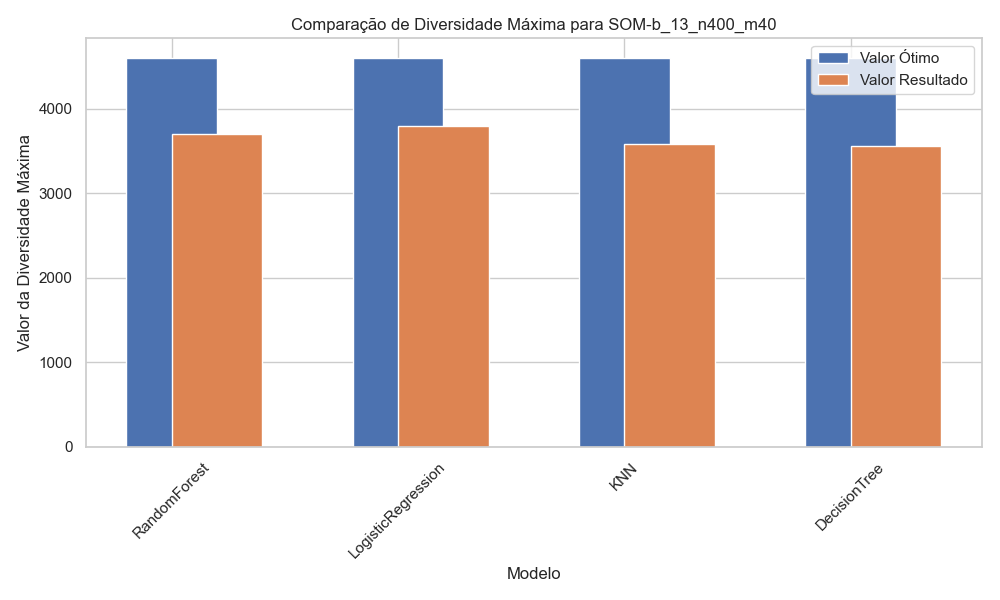 Comparação de Diversidade Máxima para SOM-b_13_n400_m40
Valor Ótimo
Valor Resultado
Valor da Diversidade Máxima
4000
3000
2000
1000
0
RandomForest
LogisticRegression
KNN
DecisionTree
Modelo